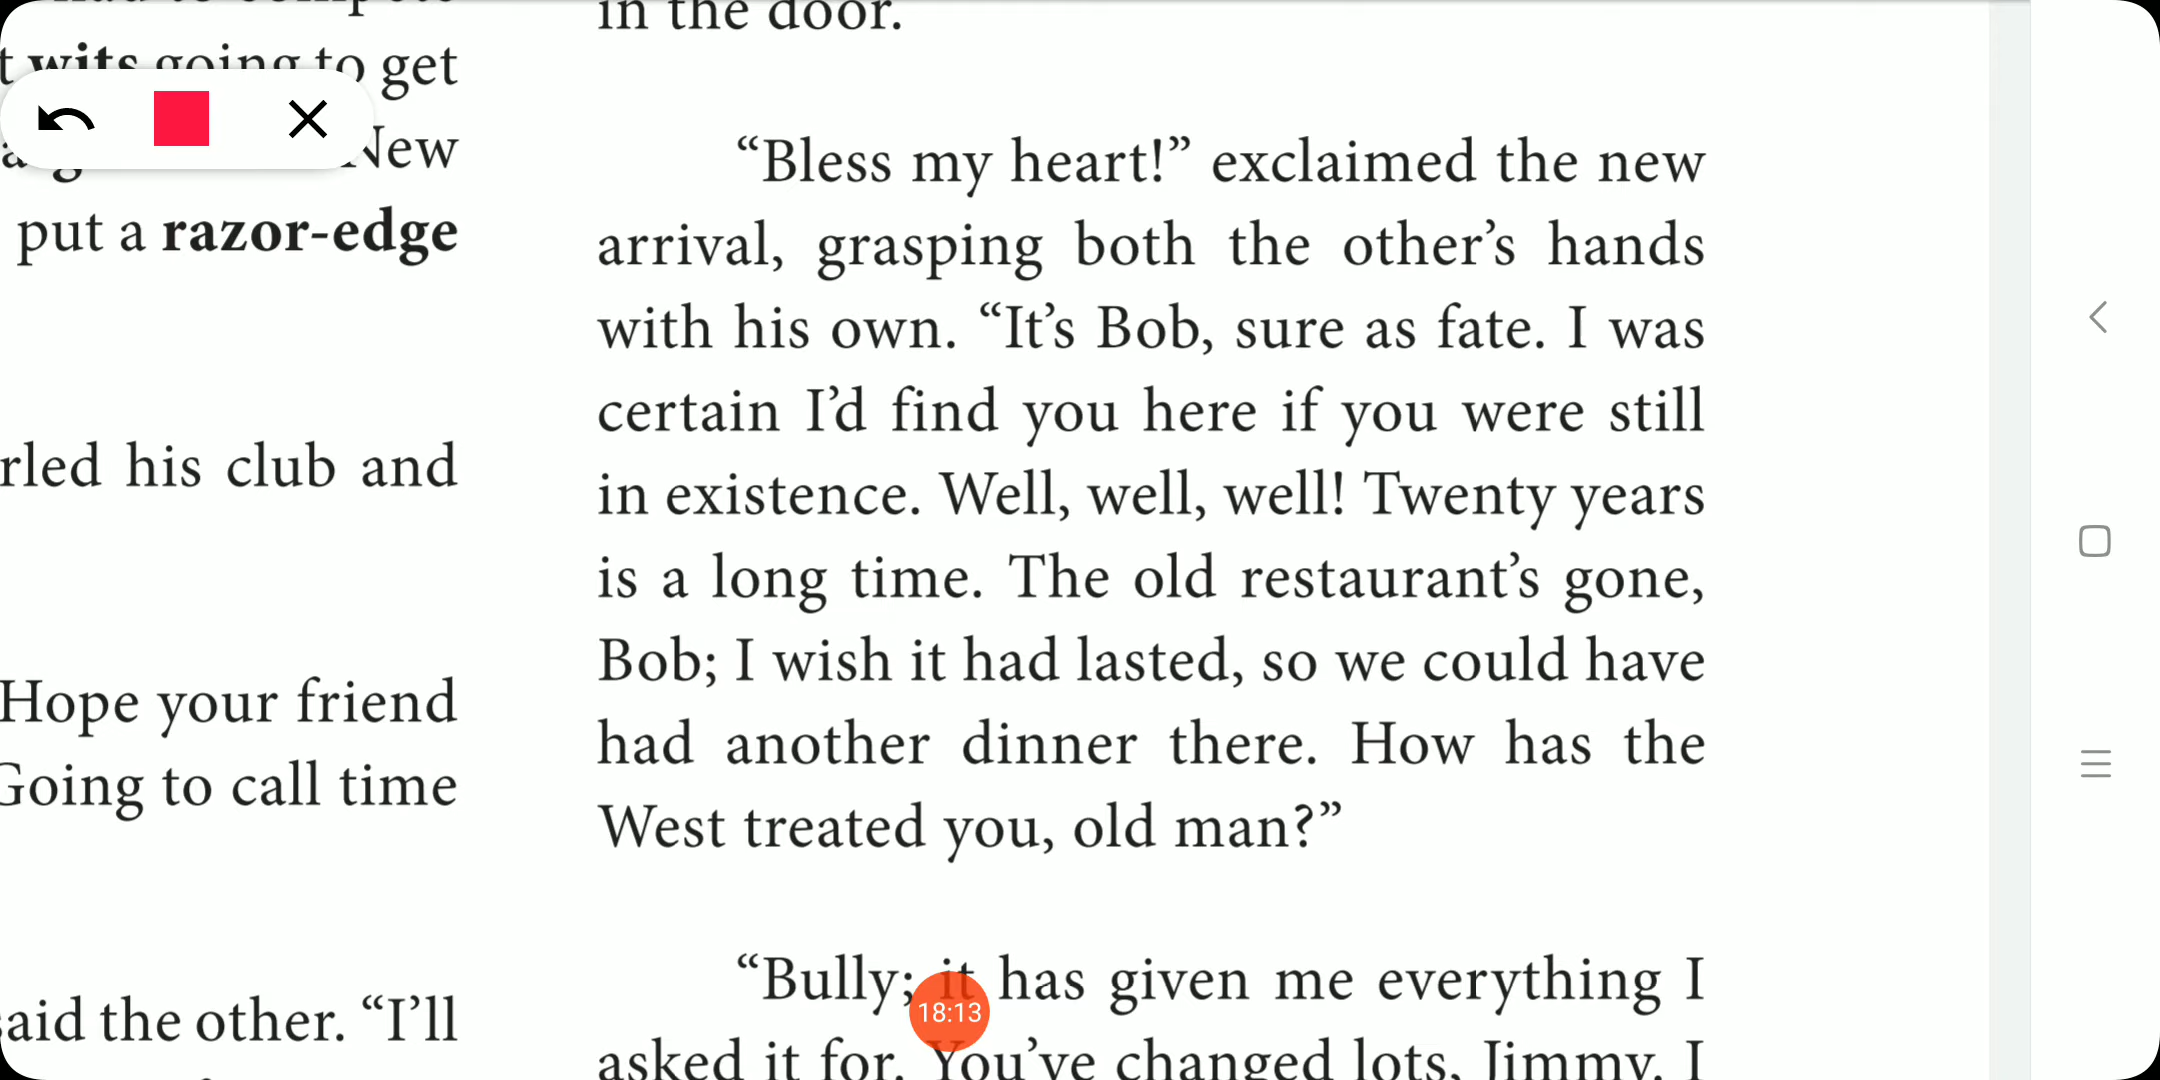 had to compete
t wits going to get
New
put a razor-edge
rled his club and
Hope your friend
Going to call time
said the other. “I’ll
in the door.
“Bless my heart!” exclaimed the new
arrival, grasping both the other’s hands
with his own. “It’s Bob, sure as fate. I was
certain I’d find you here if you were still
in existence. Well, well, well! Twenty years
is a long time. The old restaurant’s gone,
Bob; I wish it had lasted, so we could have
had another dinner there. How has the
West treated you, old man?”
“Bully; it has given me everything I
18:13
asked it for. You’ve changed lots, Jimmy. I